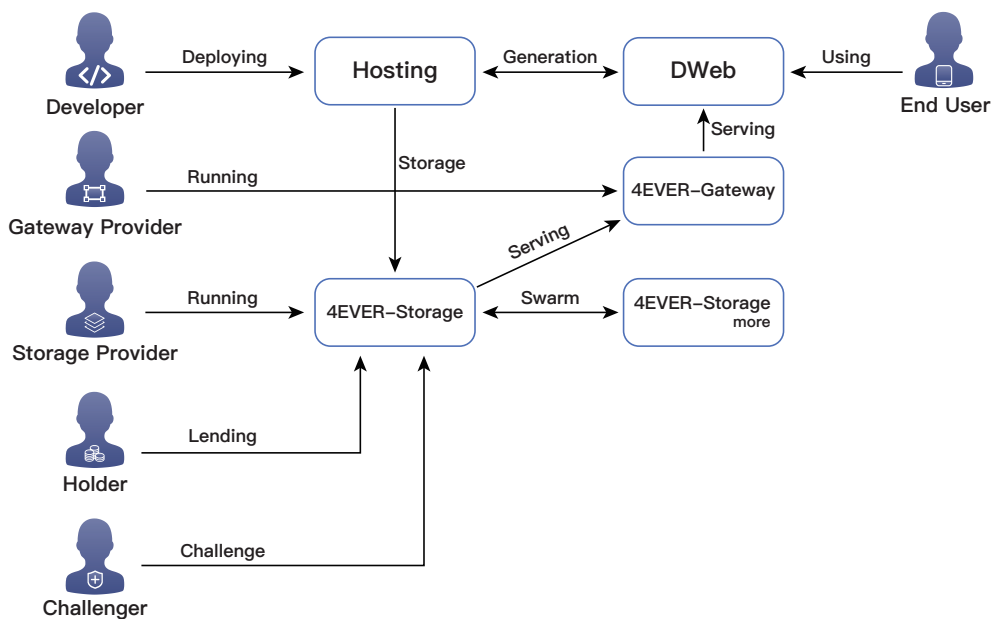 Deploying
Hosting
Generation
DWeb
Using
Developer
End User
Serving
Storage
Running
4EVER–Gateway
Gateway Provider
Serving
Running
4EVER–Storage
Swarm
4EVER–Storage
more
Storage Provider
Lending
Holder
Challenge
Challenger